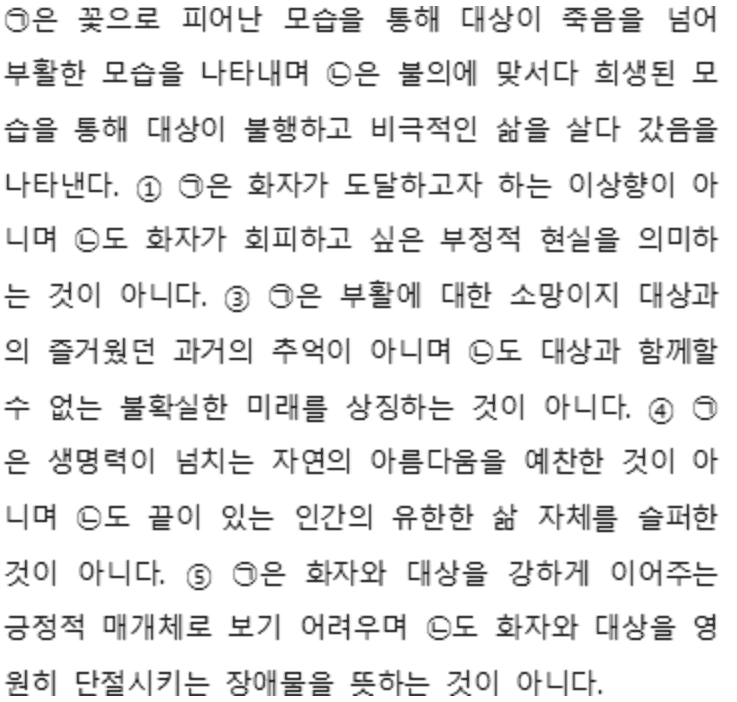 ㉠은 꽃으로 피어난 모습을 통해 대상이 죽음을 넘어
부활한 모습을 나타내며 ㉡은 불의에 맞서다 희생된 모
습을 통해 대상이 불행하고 비극적인 삶을 살다 갔음을
나타낸다. ① ㉠은 화자가 도달하고자 하는 이상향이 아
니며 ㉡도 화자가 회피하고 싶은 부정적 현실을 의미하
는 것이 아니다. ③ ㉠은 부활에 대한 소망이지 대상과
의 즐거웠던 과거의 추억이 아니며 ㉡도 대상과 함께할
수 없는 불확실한 미래를 상징하는 것이 아니다. ④ ㉠
은 생명력이 넘치는 자연의 아름다움을 예찬한 것이 아
니며 ㉡도 끝이 있는 인간의 유한한 삶 자체를 슬퍼한
것이 아니다. ⑤ ㉠은 화자와 대상을 강하게 이어주는
긍정적 매개체로 보기 어려우며 ㉡도 화자와 대상을 영
원히 단절시키는 장애물을 뜻하는 것이 아니다.